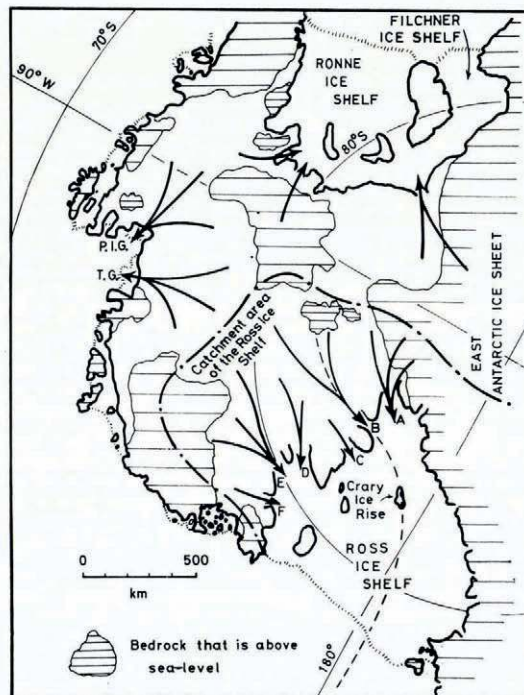 FILCHNER
ICE SHELF
70°S
90°W
RONNE
ICE
SHELF
80°S
P.I.G.
T.G.
Catchment area
of the Ross Ice
Shelf
EAST
ANTARCTIC ICE SHEET
A
B
C
D
E
F
Crary
Ice
Rise
ROSS
ICE
SHELF
0
500
km
180°
Bedrock that is above
sea-level